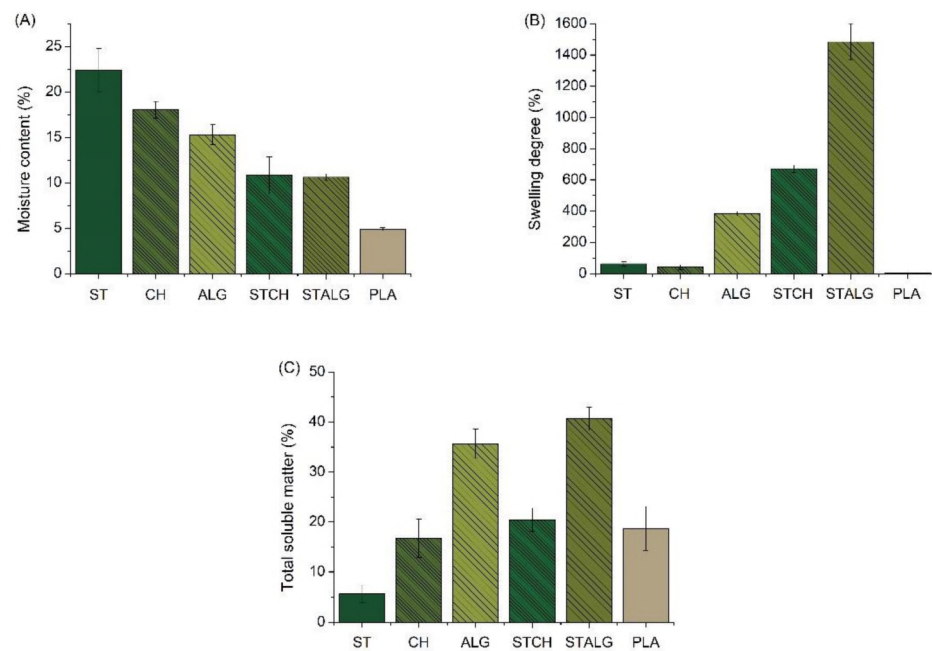 (A)
Moisture content (%)
25
20
15
10
5
0
ST CH ALG STCH STALG PLA
(B)
Swelling degree (%)
1600
1400
1200
1000
800
600
400
200
0
ST CH ALG STCH STALG PLA
(C)
Total soluble matter (%)
50
40
30
20
10
0
ST CH ALG STCH STALG PLA